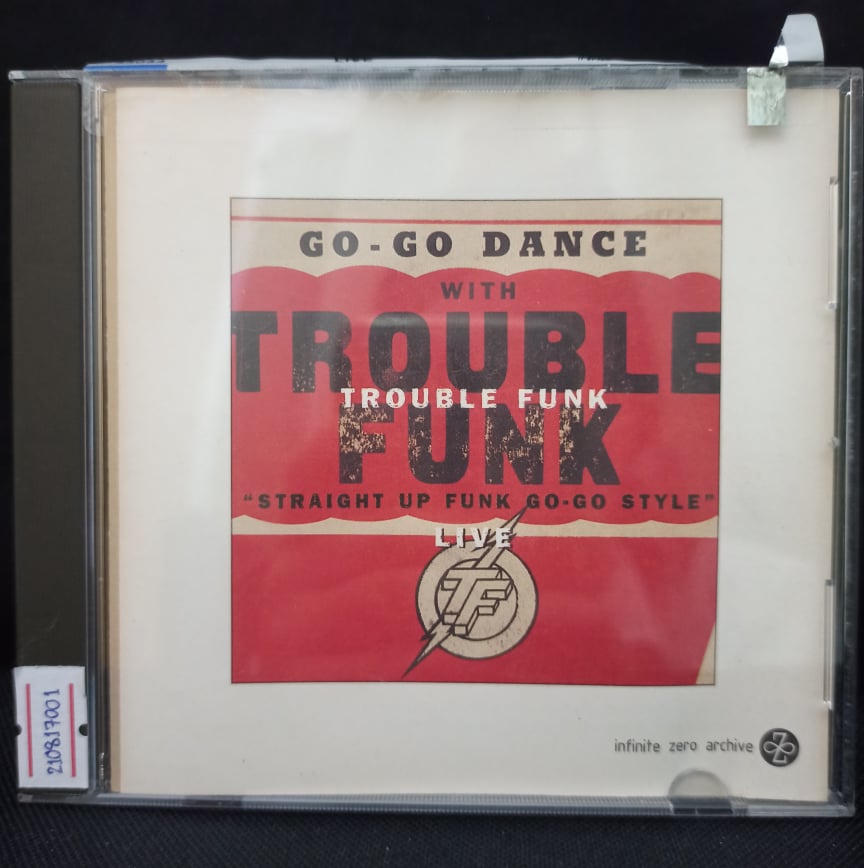 GO-GO DANCE
WITH
TROUBLE
TROUBLE FUNK
FUNK
"STRAIGHT UP FUNK GO-GO STYLE"
LIVE
TF
infinite zero archive
210817001